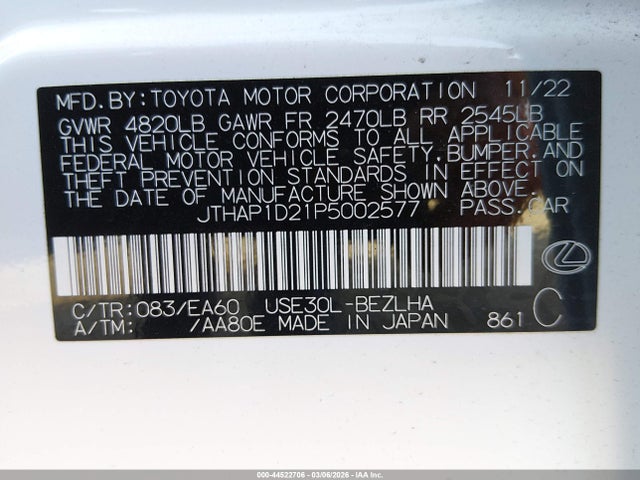 MFD.BY:TOYOTA MOTOR CORPORATION 11/22
GVWR 4820LB GAWR FR 2470LB RR 2545LB
THIS VEHICLE CONFORMS TO ALL APPLICABLE
FEDERAL MOTOR VEHICLE SAFETY,BUMPER,AND
THEFT PREVENTION STANDARDS IN EFFECT ON
THE DATE OF MANUFACTURE SHOWN ABOVE.
JTHAP1D21P5002577 PASS.CAR
C/TR:083/EA60 USE30L-BEZLHA
A/TM: /AA80E MADE IN JAPAN 861 C
000-44522706 - 03/06/2026 - IAA Inc.